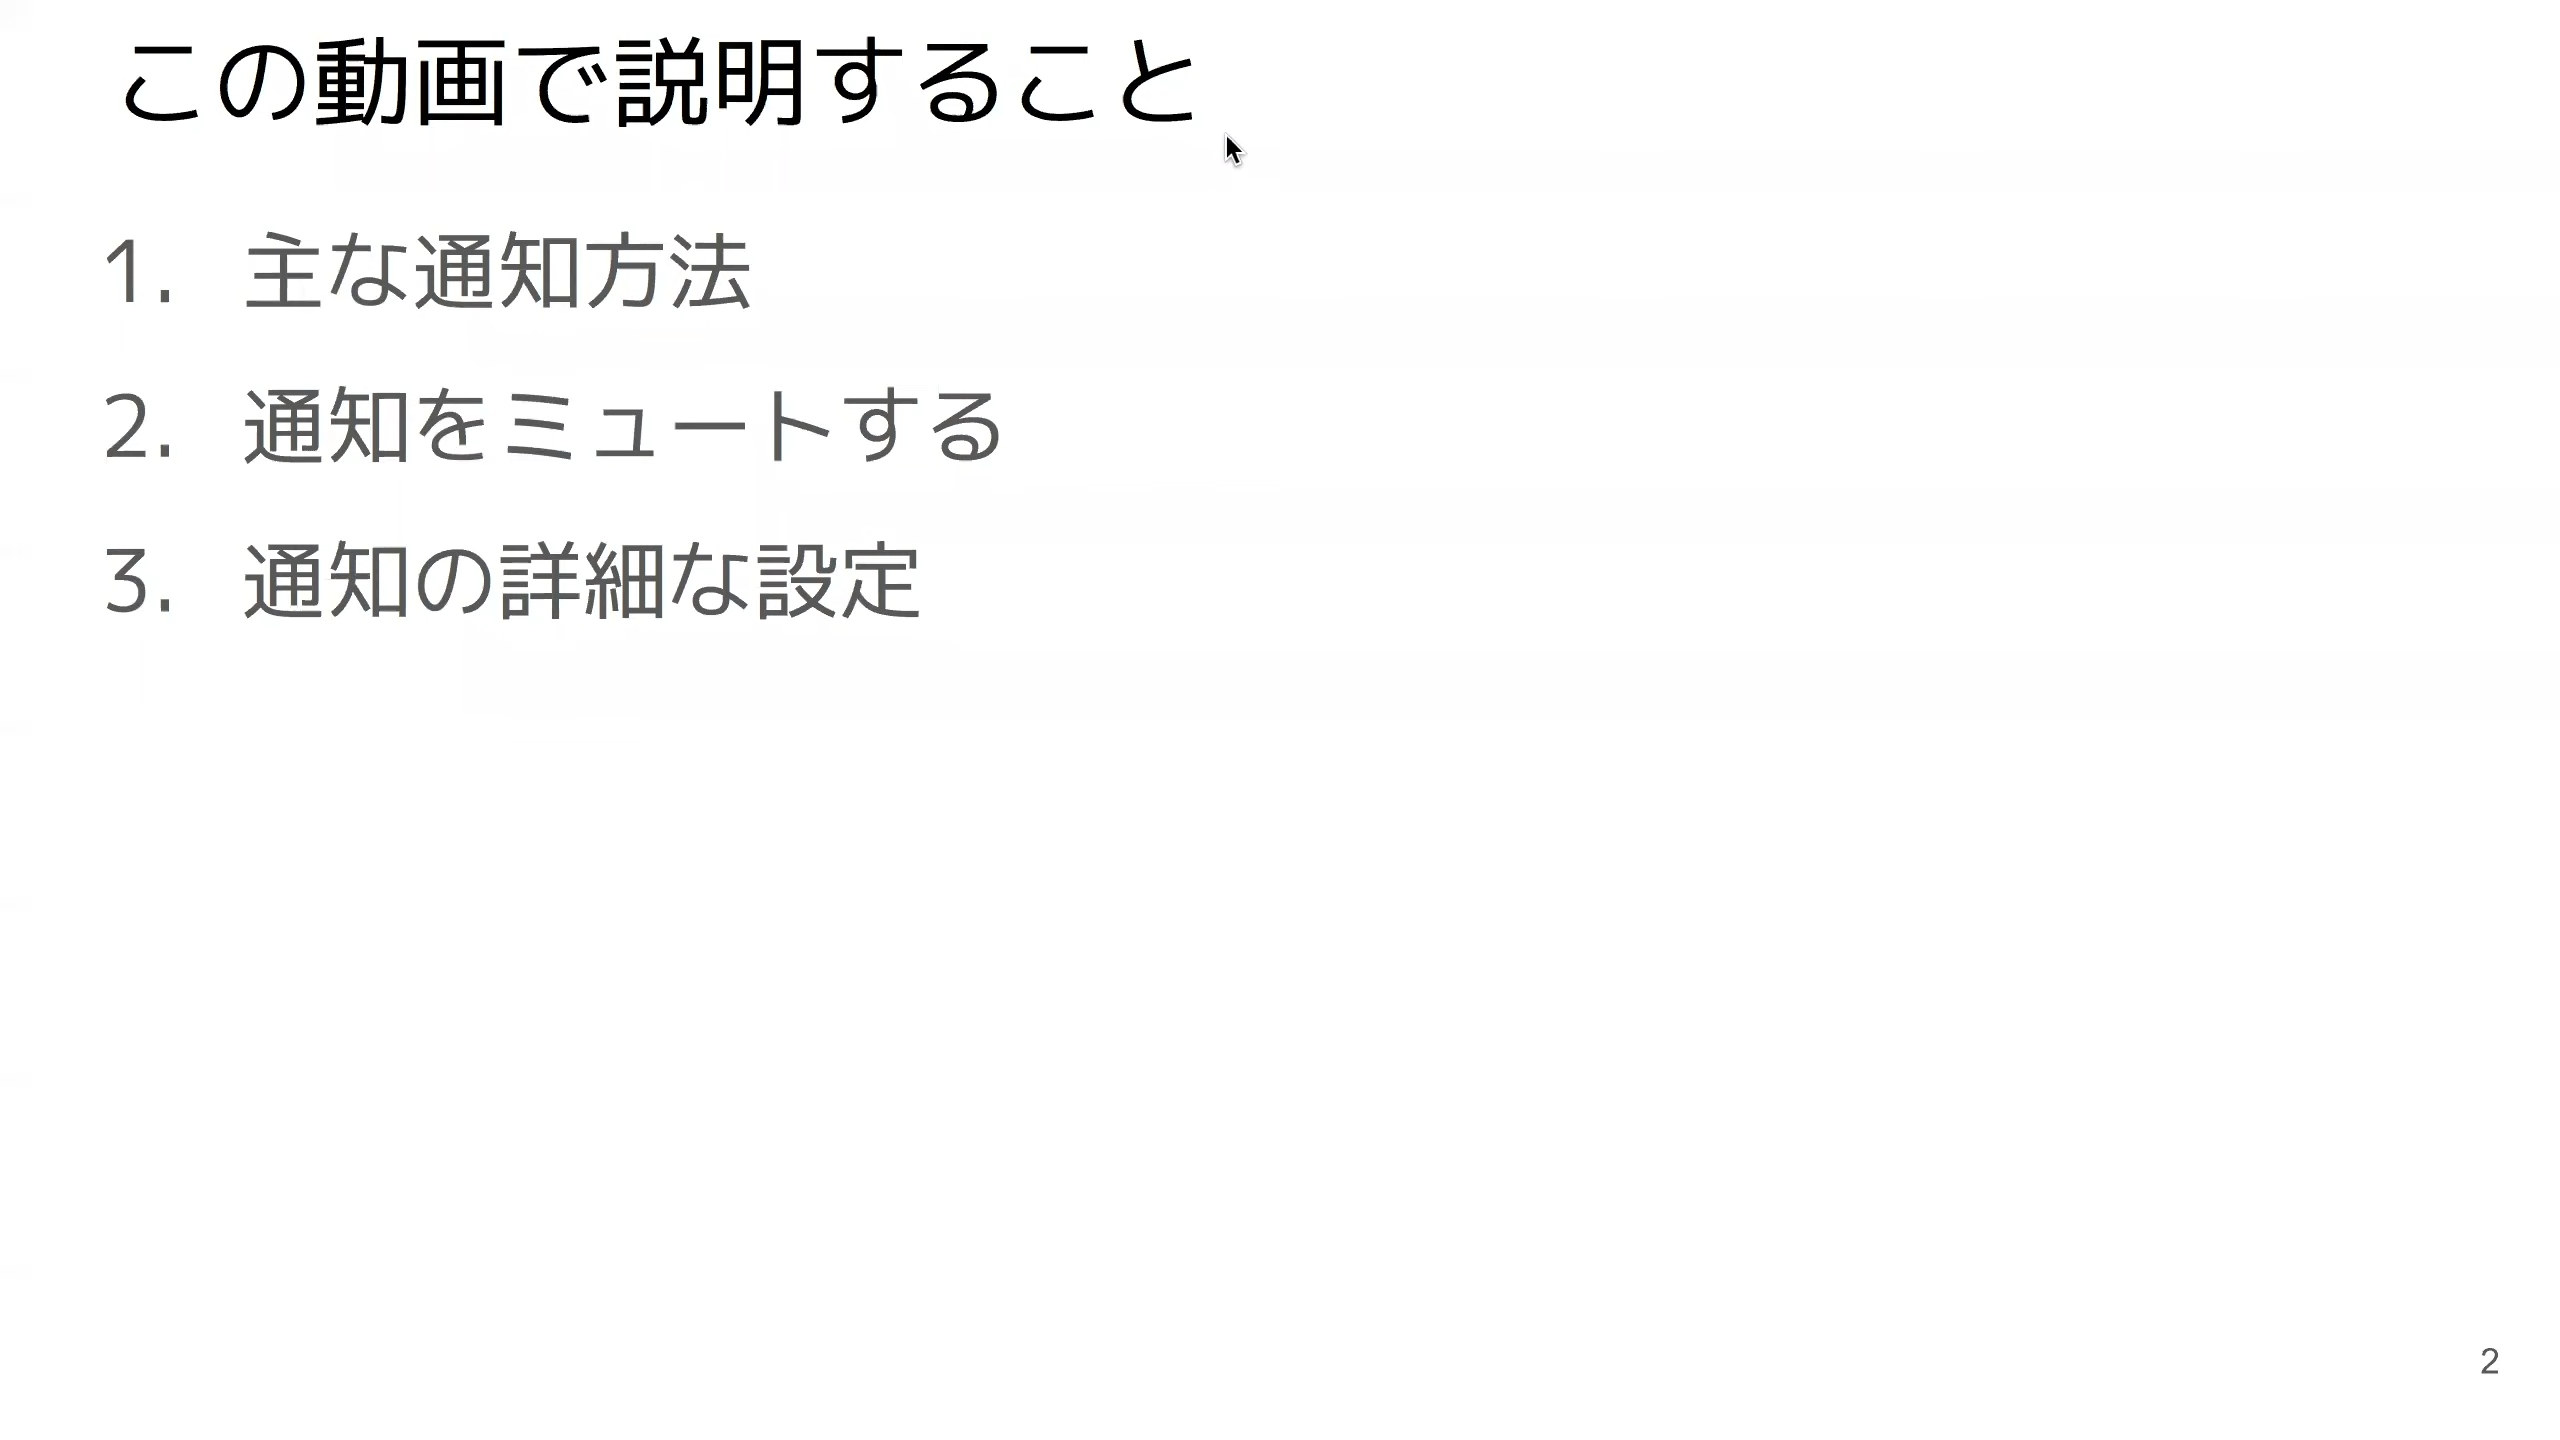 この動画で説明すること
1. 主な通知方法
2. 通知をミュートする
3. 通知の詳細な設定
2